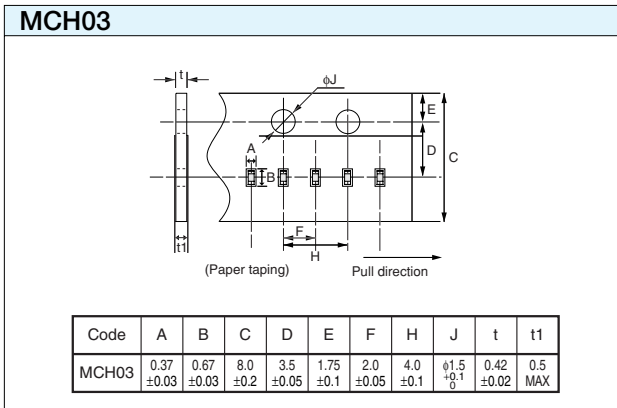 MCH03
t
ϕJ
E
A
D
C
B
F
t1
H
(Paper taping)
Pull direction
Code A B C D E F H J t t1
MCH03 0.37 ±0.03 0.67 ±0.03 8.0 ±0.2 3.5 ±0.05 1.75 ±0.1 2.0 ±0.05 4.0 ±0.1 ϕ1.5 +0.1 0 0.42 ±0.02 0.5 MAX